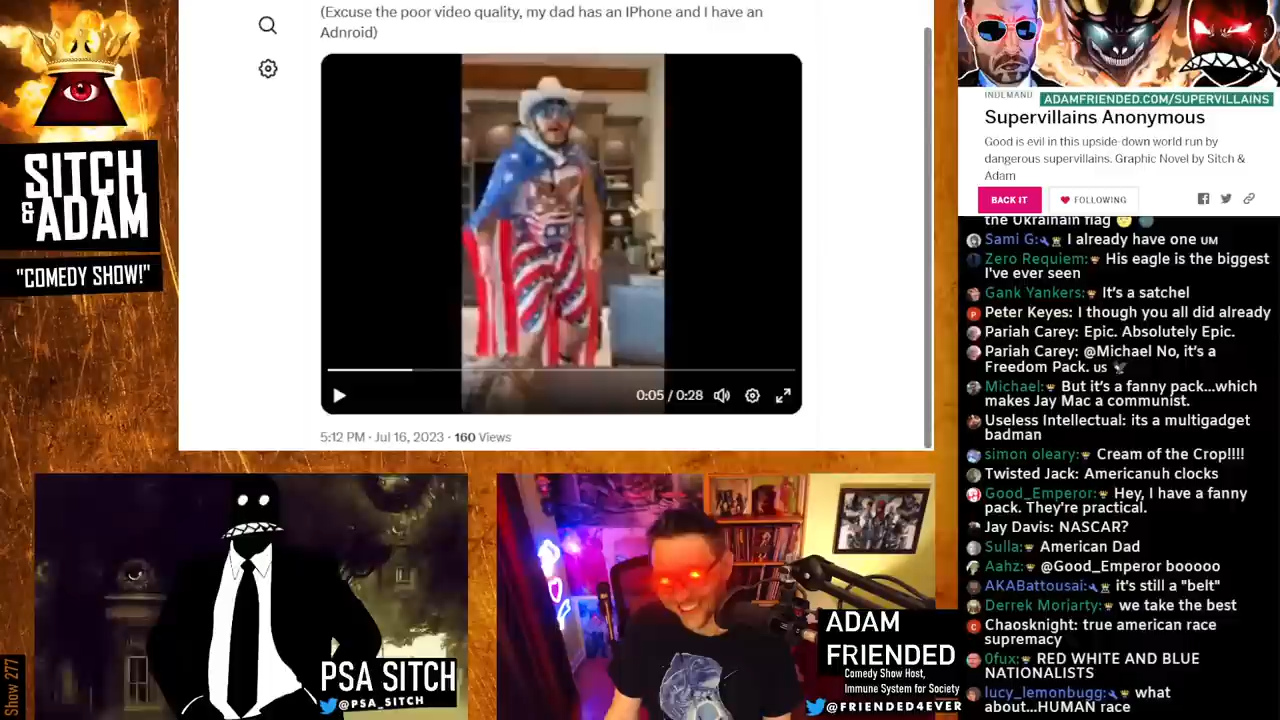 SITCH
& ADAM
"COMEDY SHOW!"
Show 277
(Excuse the poor video quality, my dad has an IPhone and I have an
Adnroid)
0:05 / 0:28
5:12 PM · Jul 16, 2023 · 160 Views
PSA SITCH
@PSA_SITCH
ADAM
FRIENDED
Comedy Show Host,
Immune System for Society
@FRIENDED4EVER
INDEMAND
ADAMFRIENDED.COM/SUPERVILLAINS
Supervillains Anonymous
Good is evil in this upside-down world run by
dangerous supervillains. Graphic Novel by Sitch &
Adam
BACK IT
FOLLOWING
the Ukrainain flag
Sami G: I already have one UM
Zero Requiem: His eagle is the biggest
I've ever seen
Gank Yankers: It's a satchel
Peter Keyes: I though you all did already
Pariah Carey: Epic. Absolutely Epic.
Pariah Carey: @Michael No, it's a
Freedom Pack. us
Michael: But it's a fanny pack...which
makes Jay Mac a communist.
Useless Intellectual: its a multigadget
badman
simon oleary: Cream of the Crop!!!!
Twisted Jack: Americanuh clocks
Good_Emperor: Hey, I have a fanny
pack. They're practical.
Jay Davis: NASCAR?
Sulla: American Dad
Aahz: @Good_Emperor booooo
AKABattousai: it's still a "belt"
Derrek Moriarty: we take the best
Chaosknight: true american race
supremacy
0fux: RED WHITE AND BLUE
NATIONALISTS
lucy_lemonbugg: what
about...HUMAN race